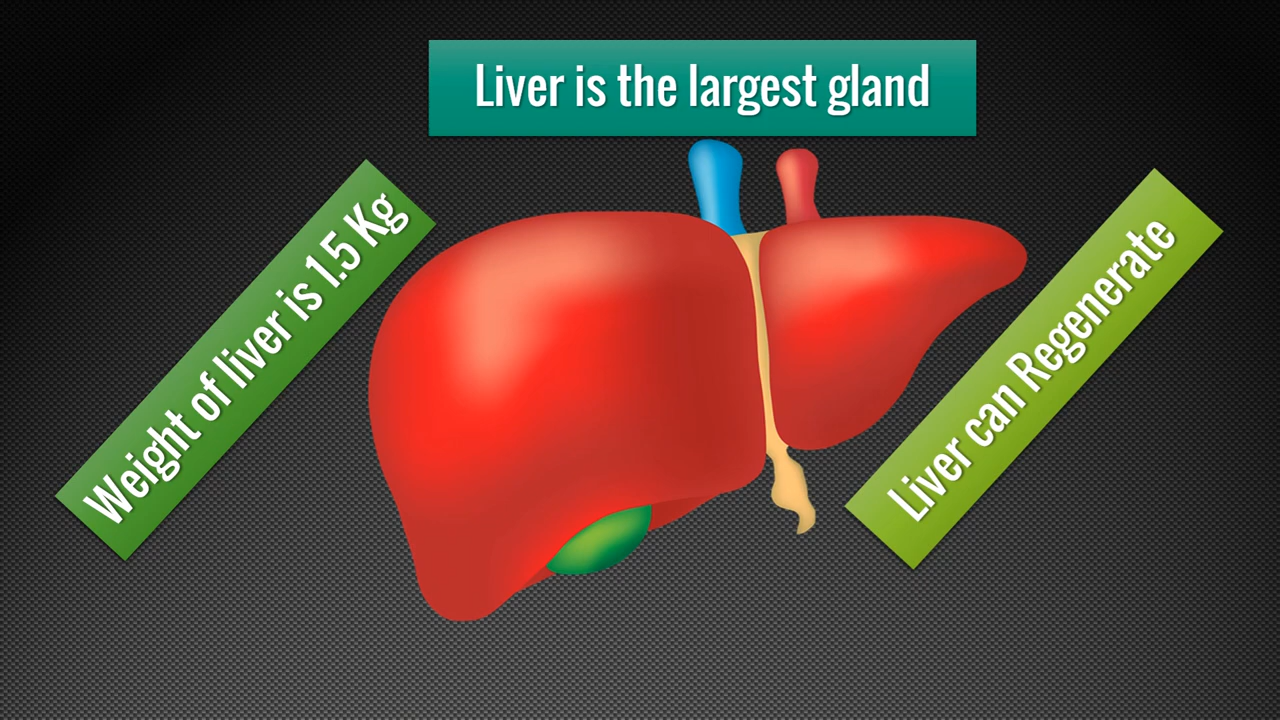 Liver is the largest gland
Weight of liver is 1.5 Kg
Liver can Regenerate